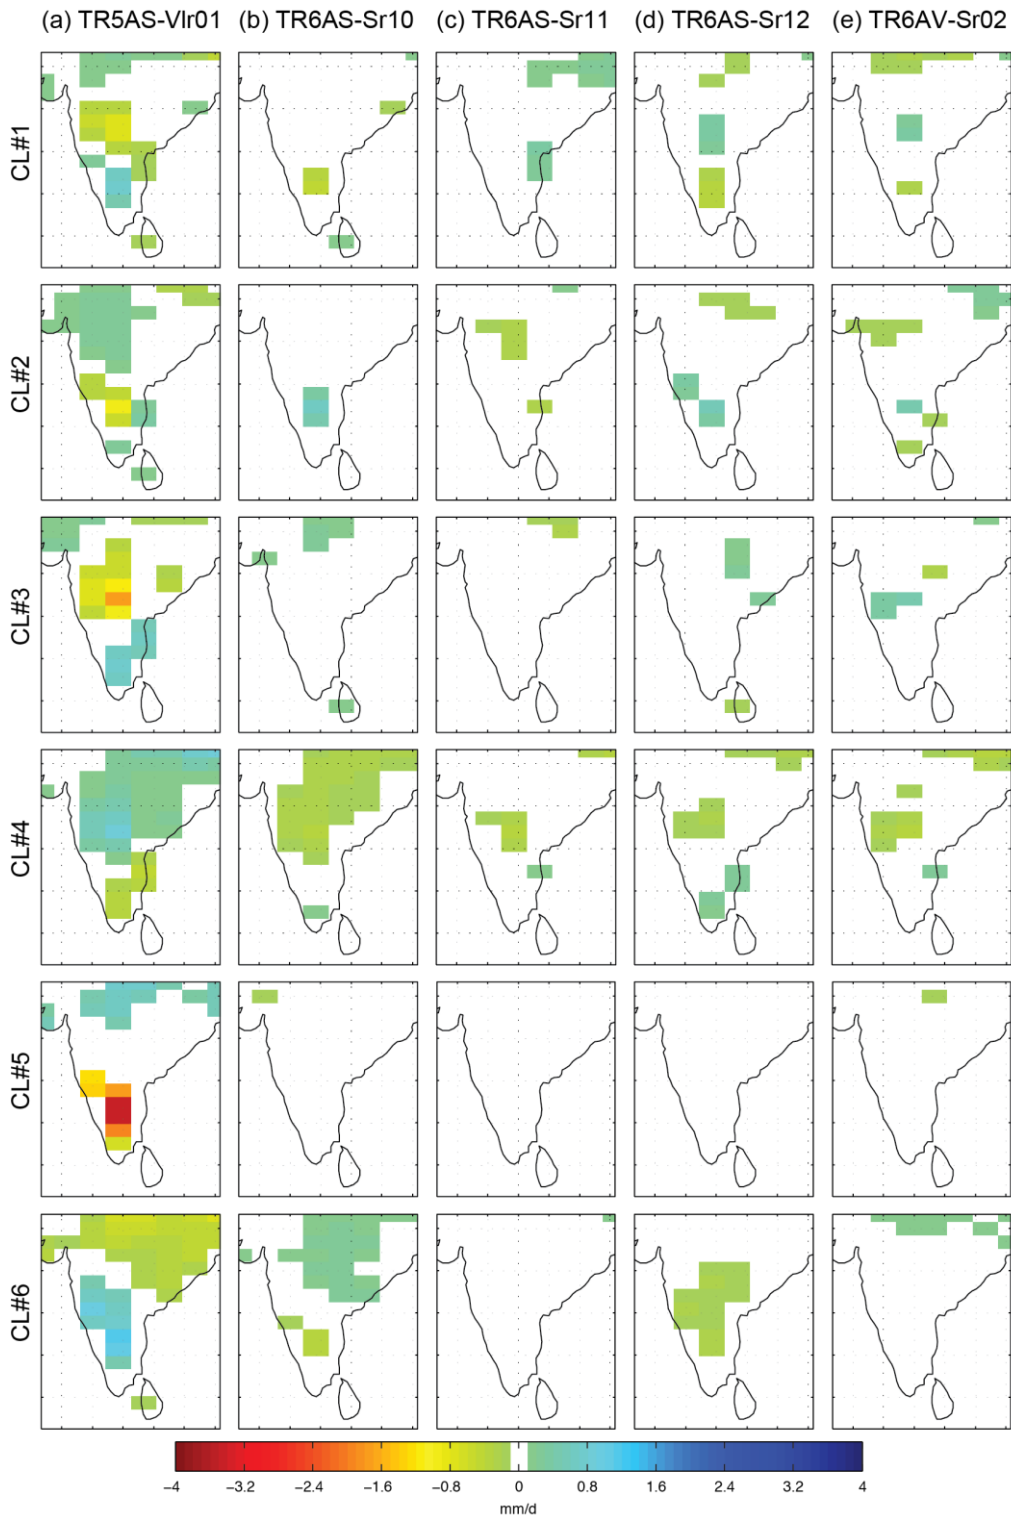 (a) TR5AS-Vlr01 (b) TR6AS-Sr10 (c) TR6AS-Sr11 (d) TR6AS-Sr12 (e) TR6AV-Sr02
CL#1
CL#2
CL#3
CL#4
CL#5
CL#6
-4 -3.2 -2.4 -1.6 -0.8 0 0.8 1.6 2.4 3.2 4
mm/d